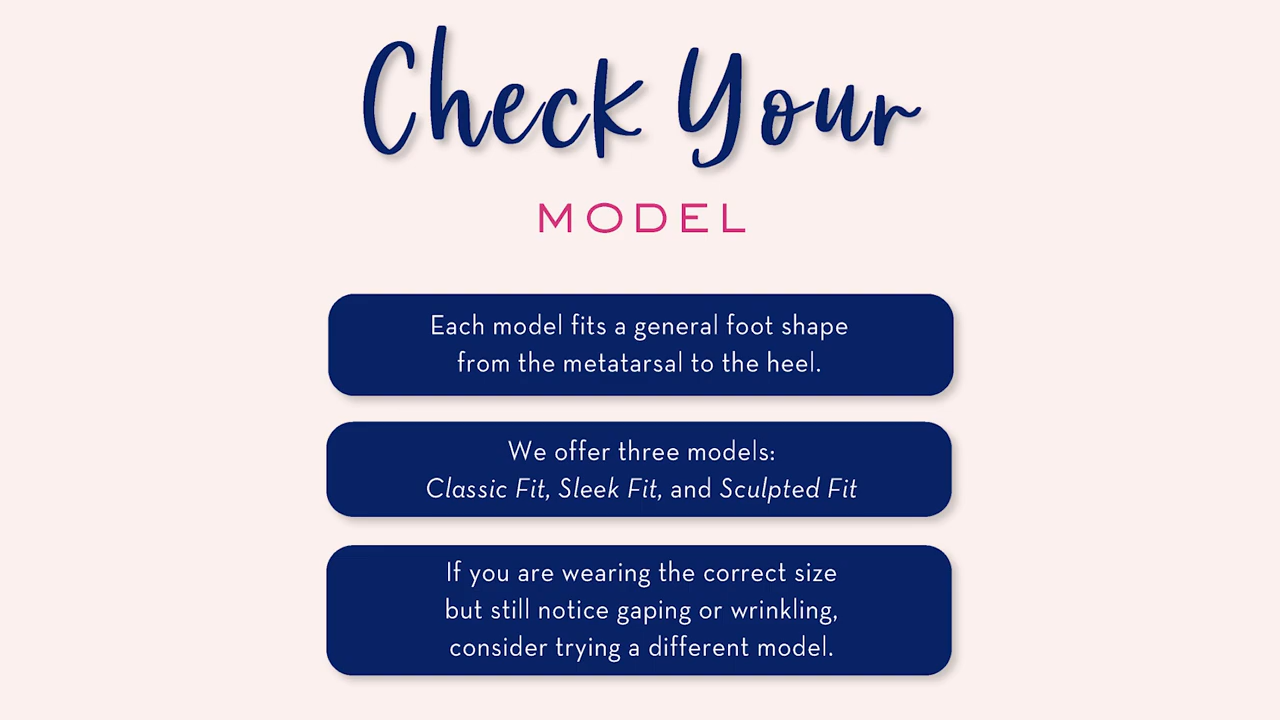 Check Your
MODEL
Each model fits a general foot shape
from the metatarsal to the heel.
We offer three models:
Classic Fit, Sleek Fit, and Sculpted Fit
If you are wearing the correct size
but still notice gaping or wrinkling,
consider trying a different model.